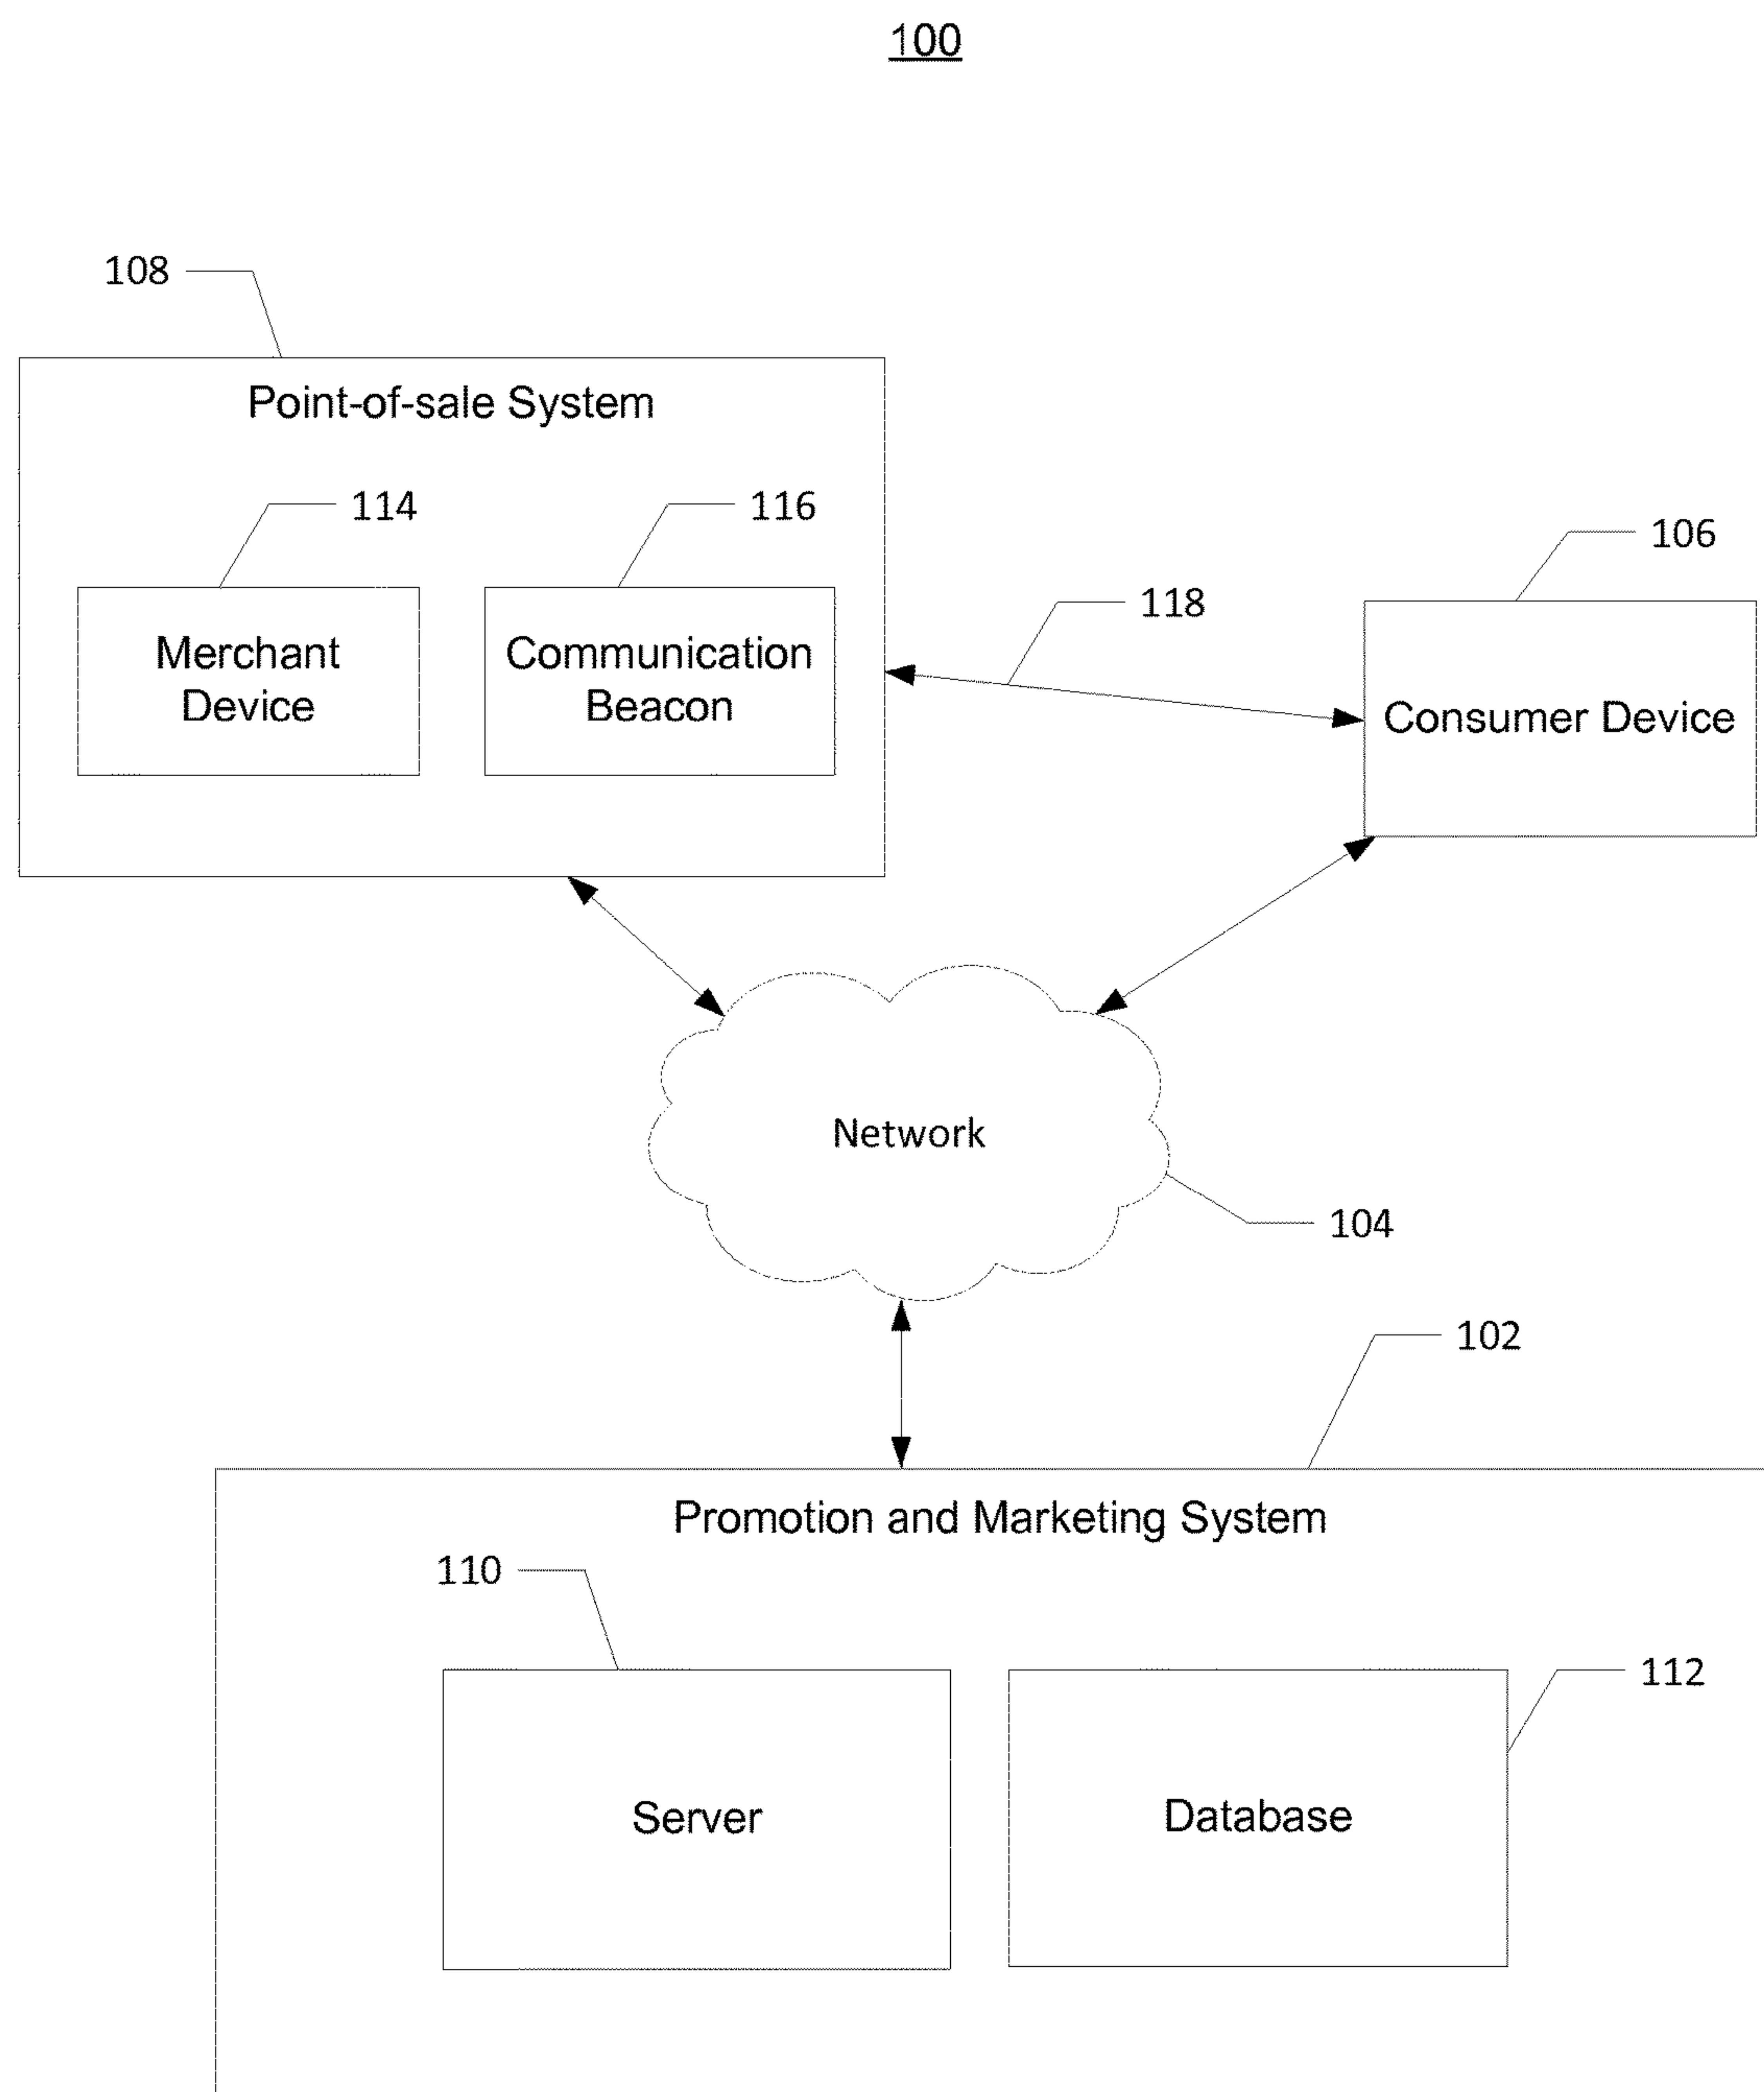 100
108
Point-of-sale System
114
116
106
118
Merchant
Device
Communication
Beacon
Consumer Device
Network
104
102
Promotion and Marketing System
110
112
Server
Database